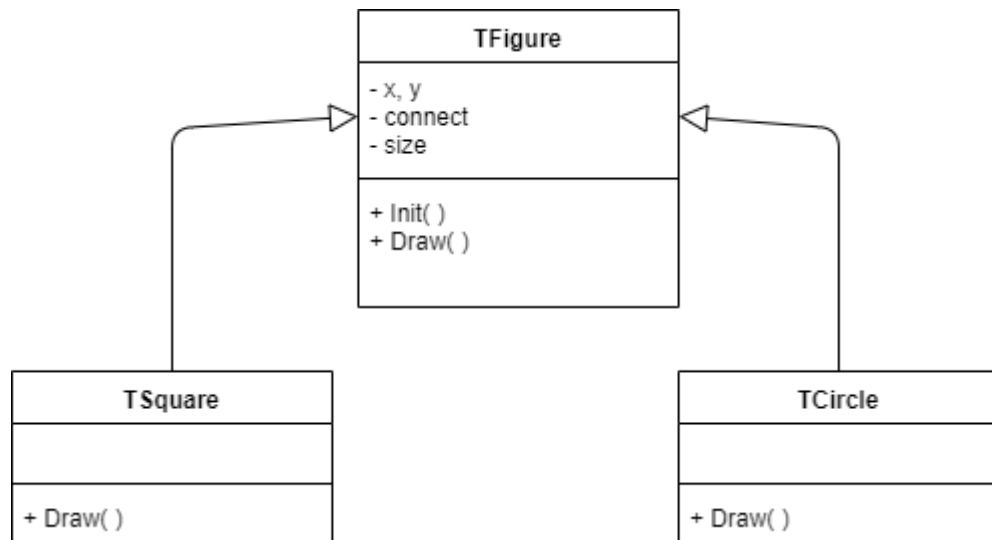 TFigure
- x, y
- connect
- size
+ Init( )
+ Draw( )
TSquare
+ Draw( )
TCircle
+ Draw( )